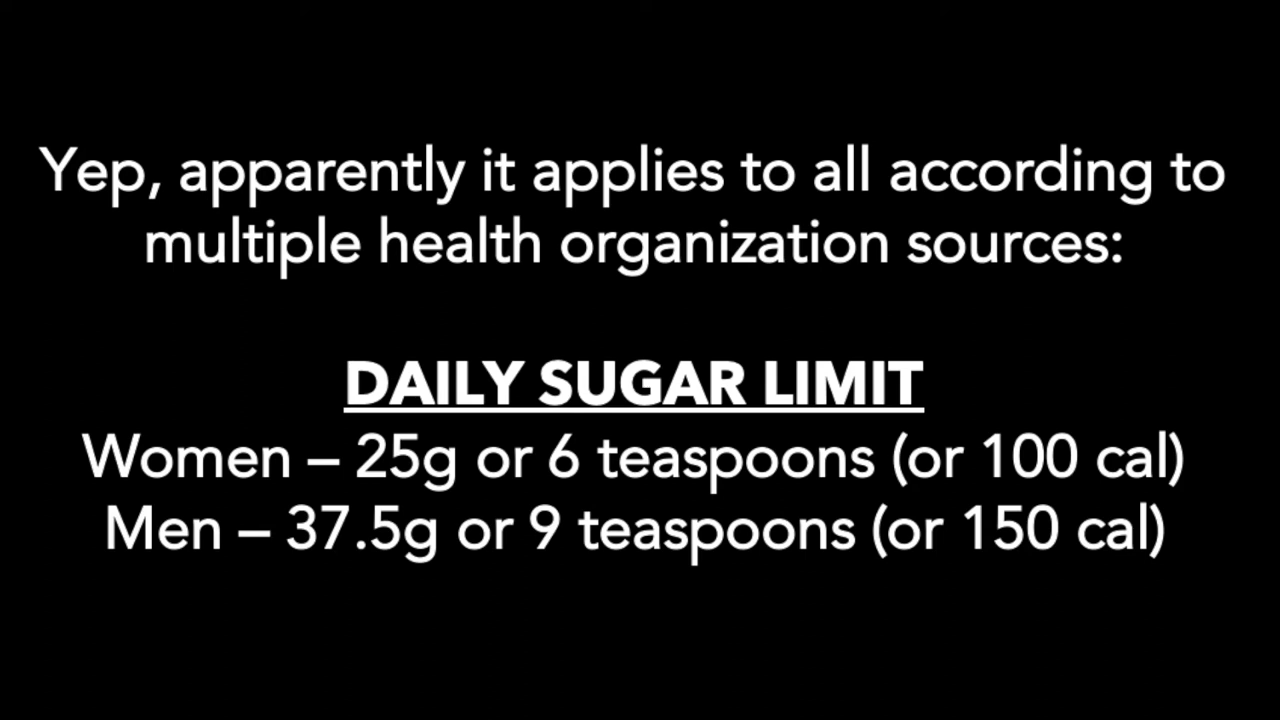 Yep, apparently it applies to all according to
multiple health organization sources:
DAILY SUGAR LIMIT
Women – 25g or 6 teaspoons (or 100 cal)
Men – 37.5g or 9 teaspoons (or 150 cal)